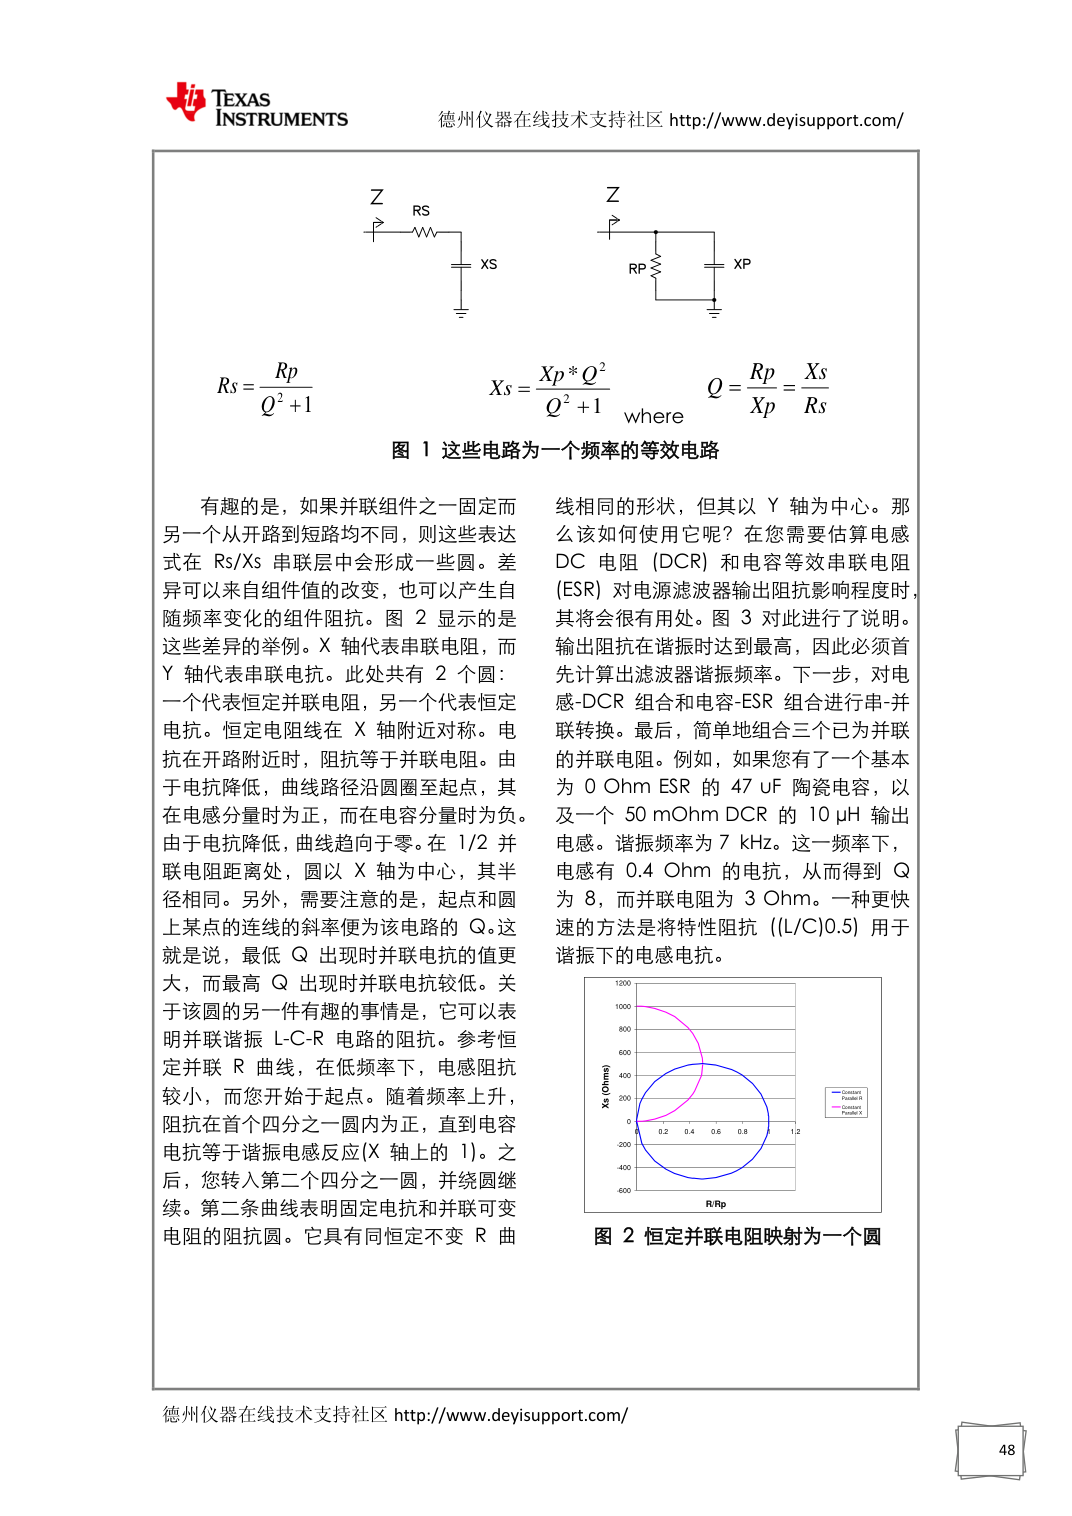 TEXAS
INSTRUMENTS
德州仪器在线技术支持社区 http://www.deyisupport.com/
Z
RS
XS
Z
RP
XP
Rs = Rp / (Q² + 1)
Xs = Xp * Q² / (Q² + 1) where
Q = Rp / Xp = Xs / Rs
图 1 这些电路为一个频率的等效电路
有趣的是，如果并联组件之一固定而
另一个从开路到短路均不同，则这些表达
式在 Rs/Xs 串联层中会形成一些圆。差
异可以来自组件值的改变，也可以产生自
随频率变化的组件阻抗。图 2 显示的是
这些差异的举例。X 轴代表串联电阻，而
Y 轴代表串联电抗。此处共有 2 个圆：
一个代表恒定并联电阻，另一个代表恒定
电抗。恒定电阻线在 X 轴附近对称。电
抗在开路附近时，阻抗等于并联电阻。由
于电抗降低，曲线路径沿圆圈至起点，其
在电感分量时为正，而在电容分量时为负。
由于电抗降低，曲线趋向于零。在 1/2 并
联电阻距离处，圆以 X 轴为中心，其半
径相同。另外，需要注意的是，起点和圆
上某点的连线的斜率便为该电路的 Q。这
就是说，最低 Q 出现时并联电抗的值更
大，而最高 Q 出现时并联电抗较低。关
于该圆的另一件有趣的事情是，它可以表
明并联谐振 L-C-R 电路的阻抗。参考恒
定并联 R 曲线，在低频率下，电感阻抗
较小，而您开始于起点。随着频率上升，
阻抗在首个四分之一圆内为正，直到电容
电抗等于谐振电感反应(X 轴上的 1)。之
后，您转入第二个四分之一圆，并绕圆继
续。第二条曲线表明固定电抗和并联可变
电阻的阻抗圆。它具有同恒定不变 R 曲
线相同的形状，但其以 Y 轴为中心。那
么该如何使用它呢？在您需要估算电感
DC 电阻 (DCR) 和电容等效串联电阻
(ESR) 对电源滤波器输出阻抗影响程度时，
其将会很有用处。图 3 对此进行了说明。
输出阻抗在谐振时达到最高，因此必须首
先计算出滤波器谐振频率。下一步，对电
感-DCR 组合和电容-ESR 组合进行串-并
联转换。最后，简单地组合三个已为并联
的并联电阻。例如，如果您有了一个基本
为 0 Ohm ESR 的 47 uF 陶瓷电容，以
及一个 50 mOhm DCR 的 10 µH 输出
电感。谐振频率为 7 kHz。这一频率下，
电感有 0.4 Ohm 的电抗，从而得到 Q
为 8，而并联电阻为 3 Ohm。一种更快
速的方法是将特性阻抗 ((L/C)0.5) 用于
谐振下的电感电抗。
1200
1000
800
600
400
200
0
-200
-400
-600
0 0.2 0.4 0.6 0.8 1 1.2
Xs (Ohms)
R/Rp
Constant
Parallel R
Constant
Parallel X
图 2 恒定并联电阻映射为一个圆
德州仪器在线技术支持社区 http://www.deyisupport.com/
48